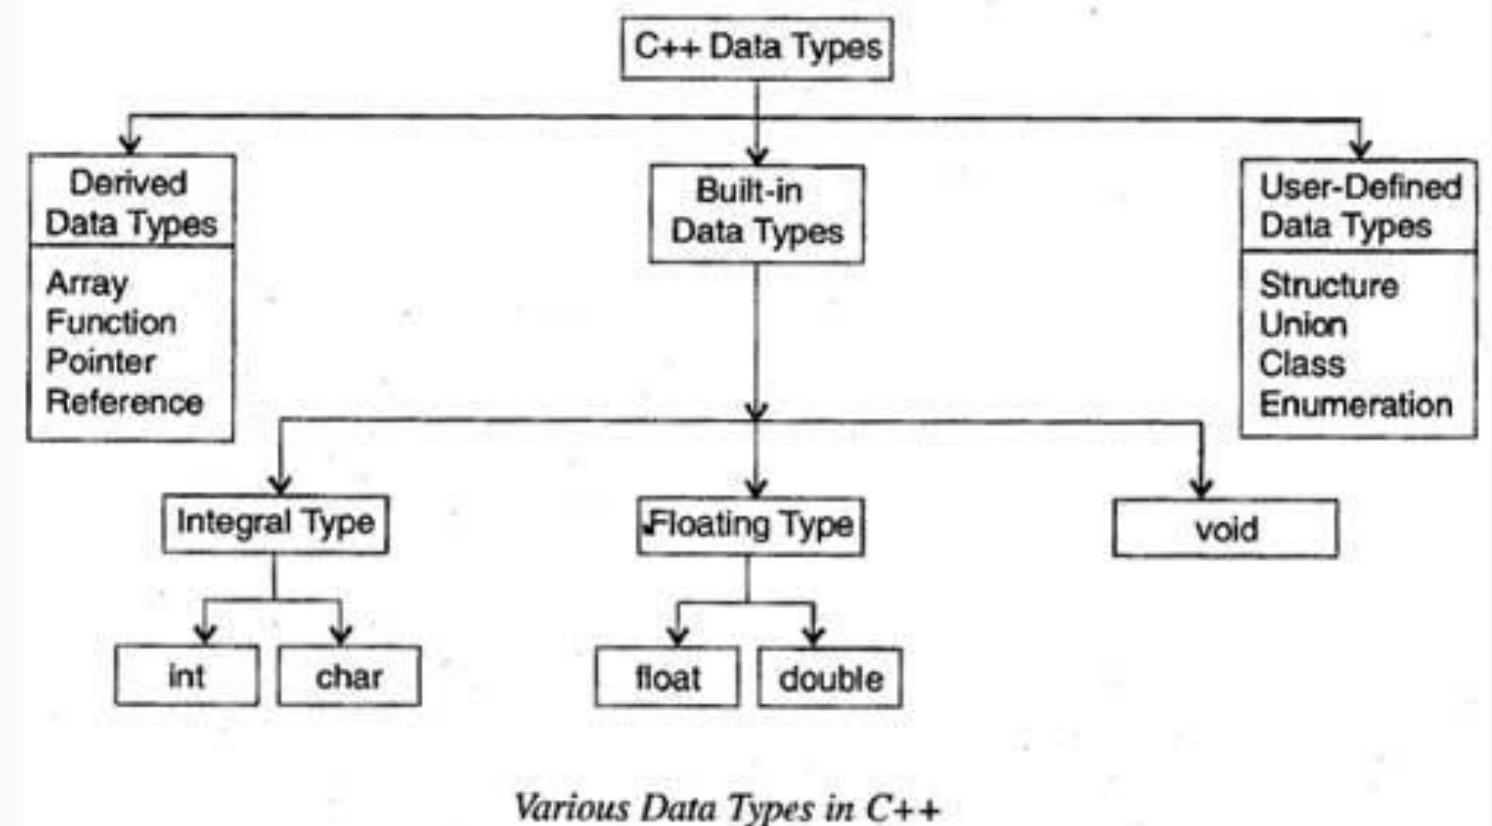 C++ Data Types
Derived
Data Types
Array
Function
Pointer
Reference
Built-in
Data Types
User-Defined
Data Types
Structure
Union
Class
Enumeration
Integral Type
Floating Type
void
int
char
float
double
Various Data Types in C++